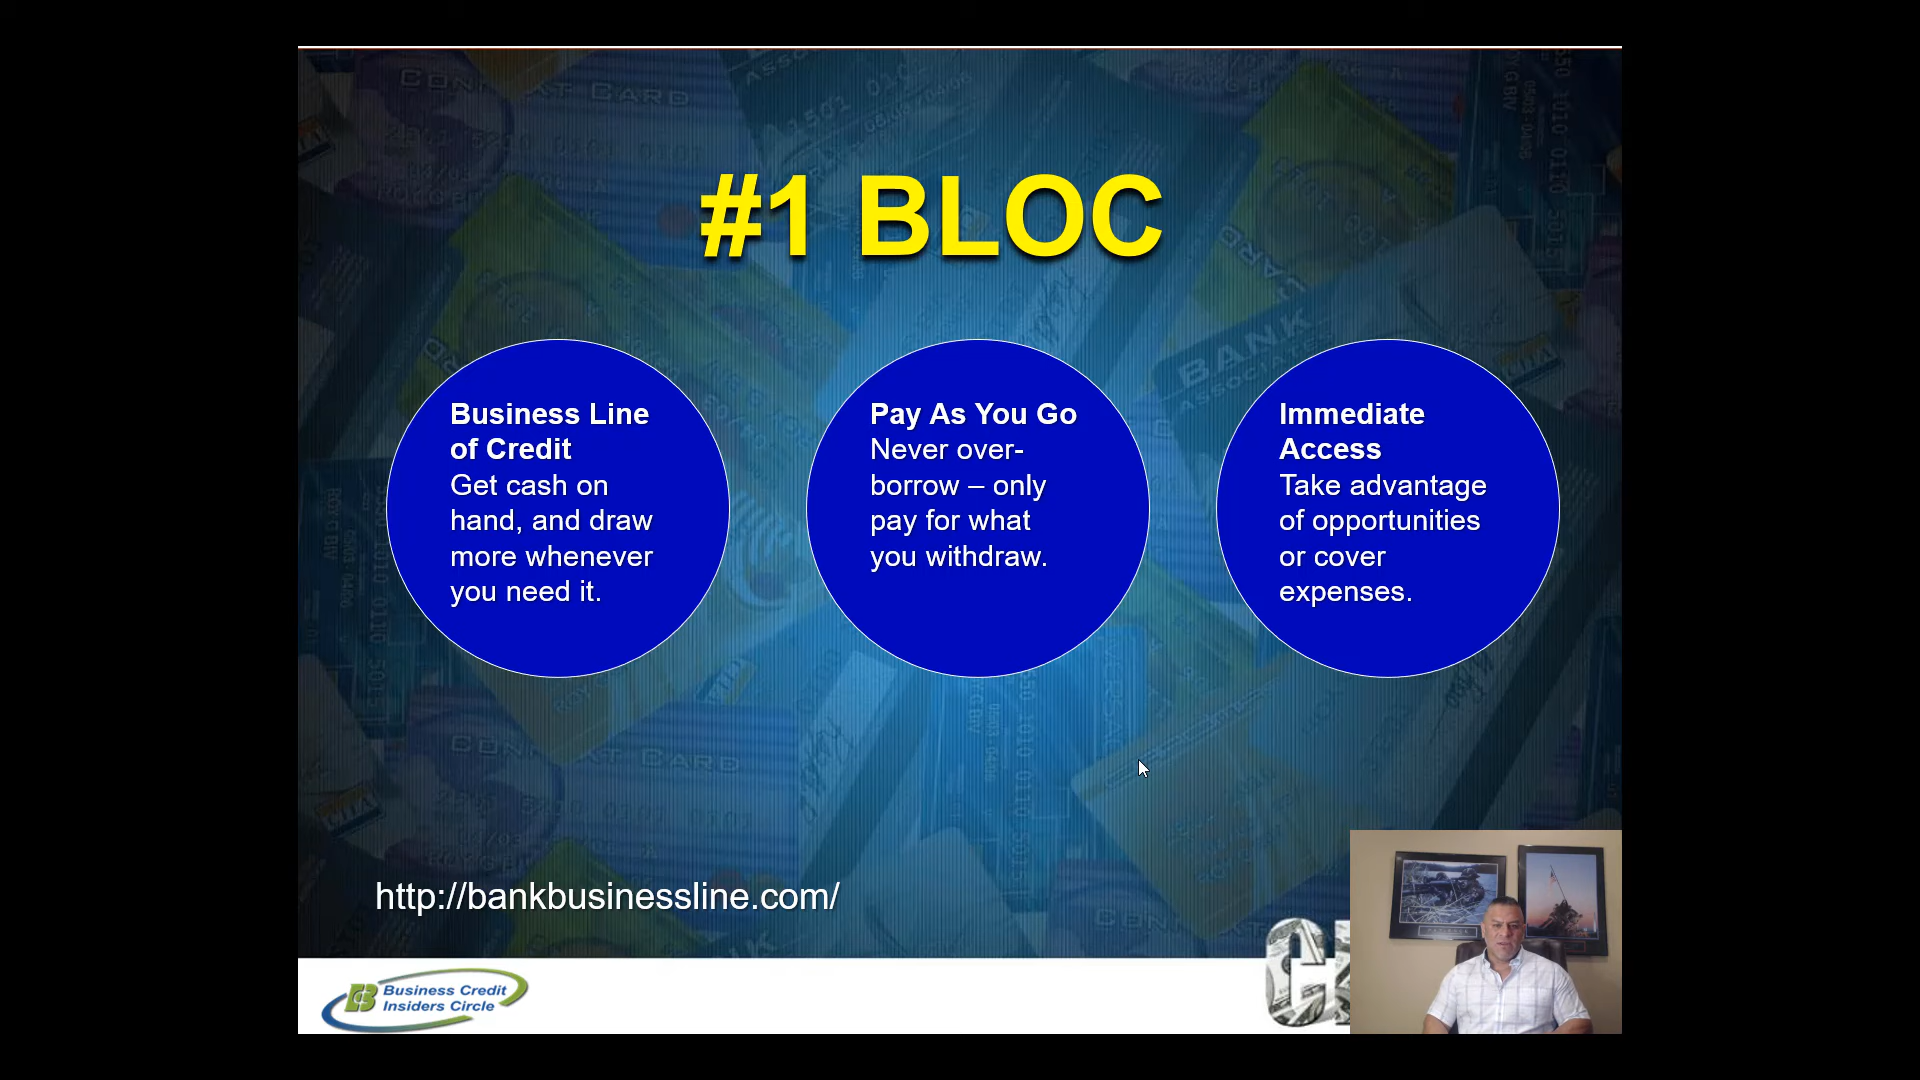 #1 BLOC
Business Line
of Credit
Get cash on
hand, and draw
more whenever
you need it.
Pay As You Go
Never over-
borrow – only
pay for what
you withdraw.
Immediate
Access
Take advantage
of opportunities
or cover
expenses.
http://bankbusinessline.com/
Business Credit
Insiders Circle